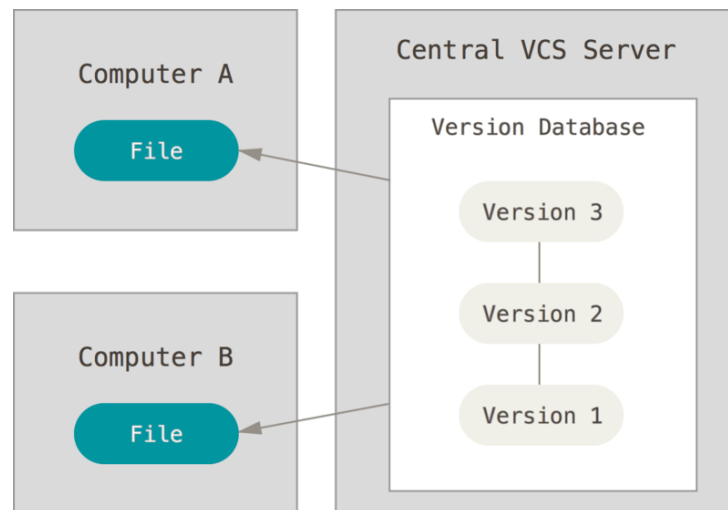 Computer A
File
Computer B
File
Central VCS Server
Version Database
Version 3
Version 2
Version 1